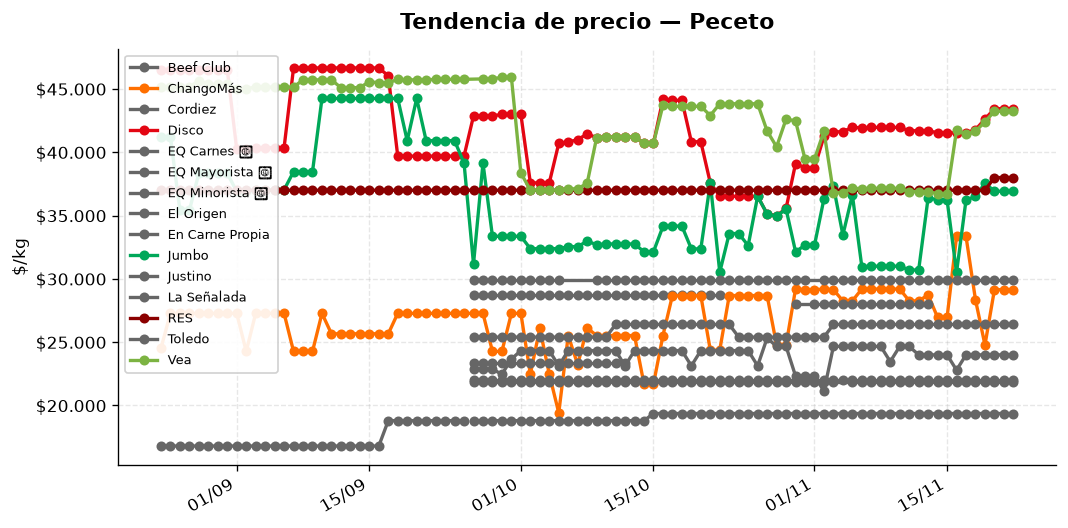 Tendencia de precio — Peceto
$/kg
$45.000
$40.000
$35.000
$30.000
$25.000
$20.000
Beef Club
ChangoMás
Cordiez
Disco
EQ Carnes
EQ Mayorista
EQ Minorista
El Origen
En Carne Propia
Jumbo
Justino
La Señalada
RES
Toledo
Vea
01/09
15/09
01/10
15/10
01/11
15/11